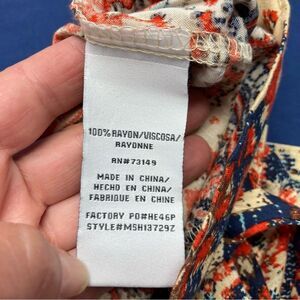 100% RAYON/VISCOSA/
RAYONNE
RN#73149
MADE IN CHINA/
HECHO EN CHINA/
FABRIQUE EN CHINE
FACTORY PO#HE46P
STYLE#MSH13729Z